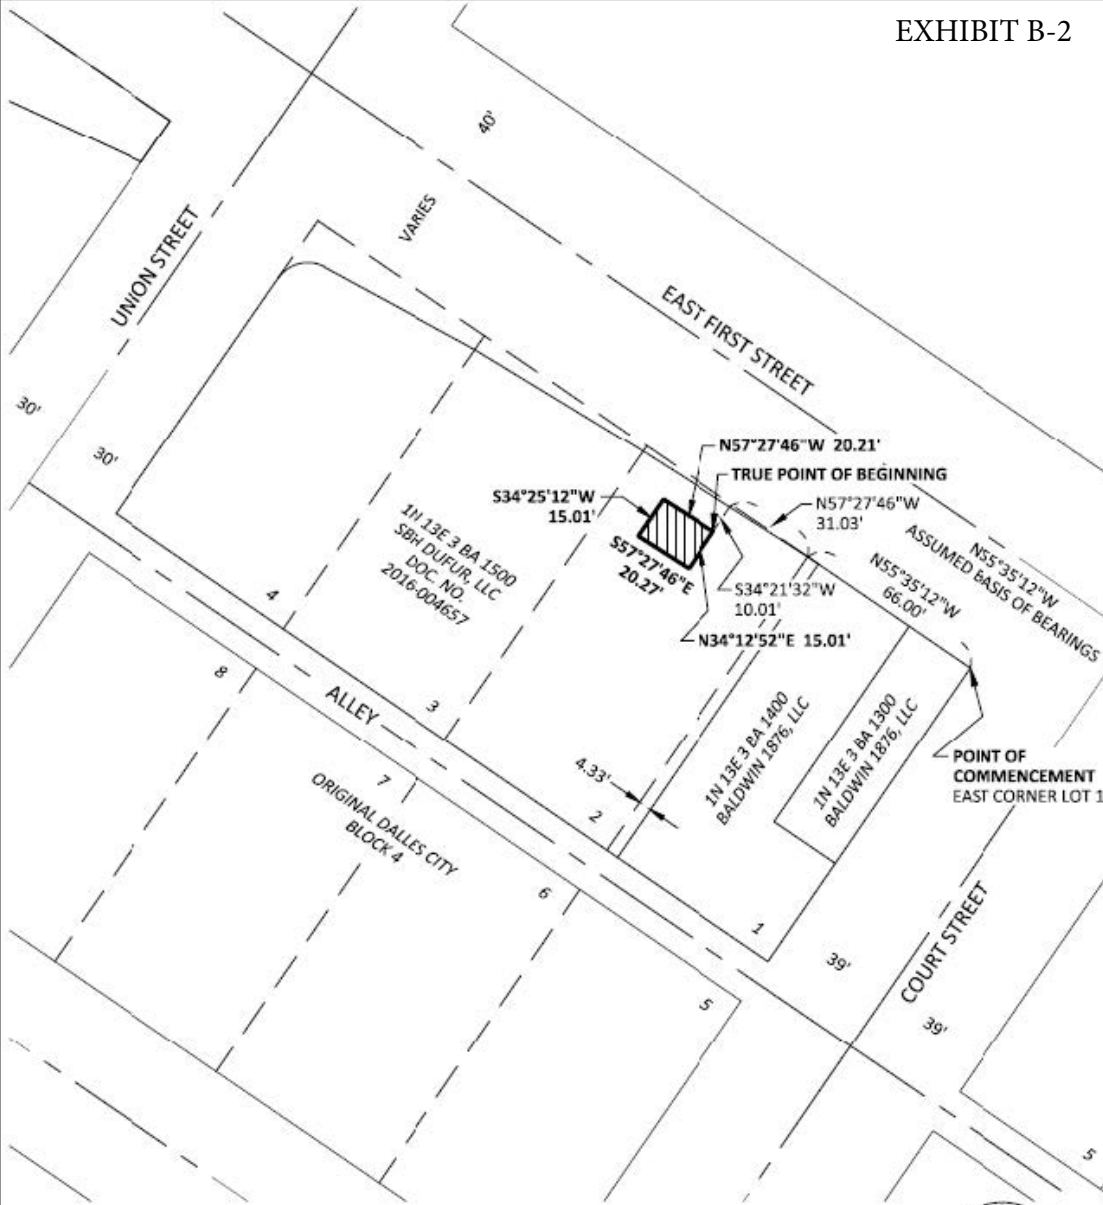 EXHIBIT B-2
40'
VARIES
UNION STREET
EAST FIRST STREET
30'
30'
N57°27'46"W 20.21'
TRUE POINT OF BEGINNING
S34°25'12"W
15.01'
N57°27'46"W
31.03'
N55°35'12"W
ASSUMED BASIS OF BEARINGS
N55°35'12"W
66.00'
S57°27'46"E
20.27'
S34°21'32"W
10.01'
N34°12'52"E 15.01'
1N 13E 3 BA 1500
SBH DUFUR, LLC
DOC. NO.
2016-004657
4
3
2
1
4.33'
1N 13E 3 BA 1400
BALDWIN 1876, LLC
1N 13E 3 BA 1300
BALDWIN 1876, LLC
POINT OF
COMMENCEMENT
EAST CORNER LOT 1
ALLEY
8
7
6
5
ORIGINAL DALLES CITY
BLOCK 4
39'
COURT STREET
39'
5